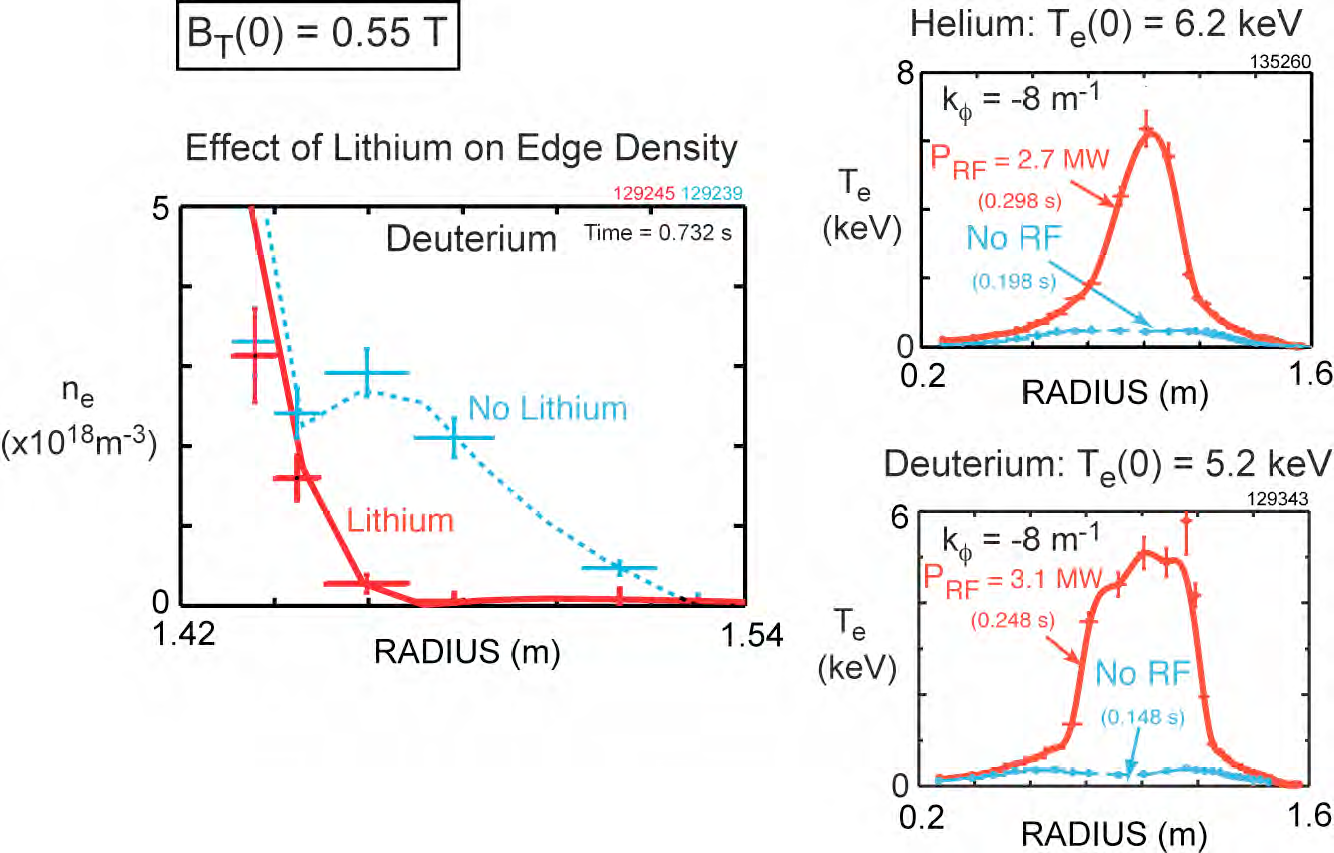 B_T(0) = 0.55 T
Effect of Lithium on Edge Density
129245 129239
5
Deuterium
Time = 0.732 s
n_e
(x10^18 m^-3)
No Lithium
Lithium
0
1.42
1.54
RADIUS (m)
Helium: T_e(0) = 6.2 keV
135260
8
k_ϕ = -8 m^-1
P_RF = 2.7 MW
(0.298 s)
T_e
(keV)
No RF
(0.198 s)
0
0.2
1.6
RADIUS (m)
Deuterium: T_e(0) = 5.2 keV
129343
6
k_ϕ = -8 m^-1
P_RF = 3.1 MW
(0.248 s)
T_e
(keV)
No RF
(0.148 s)
0
0.2
1.6
RADIUS (m)